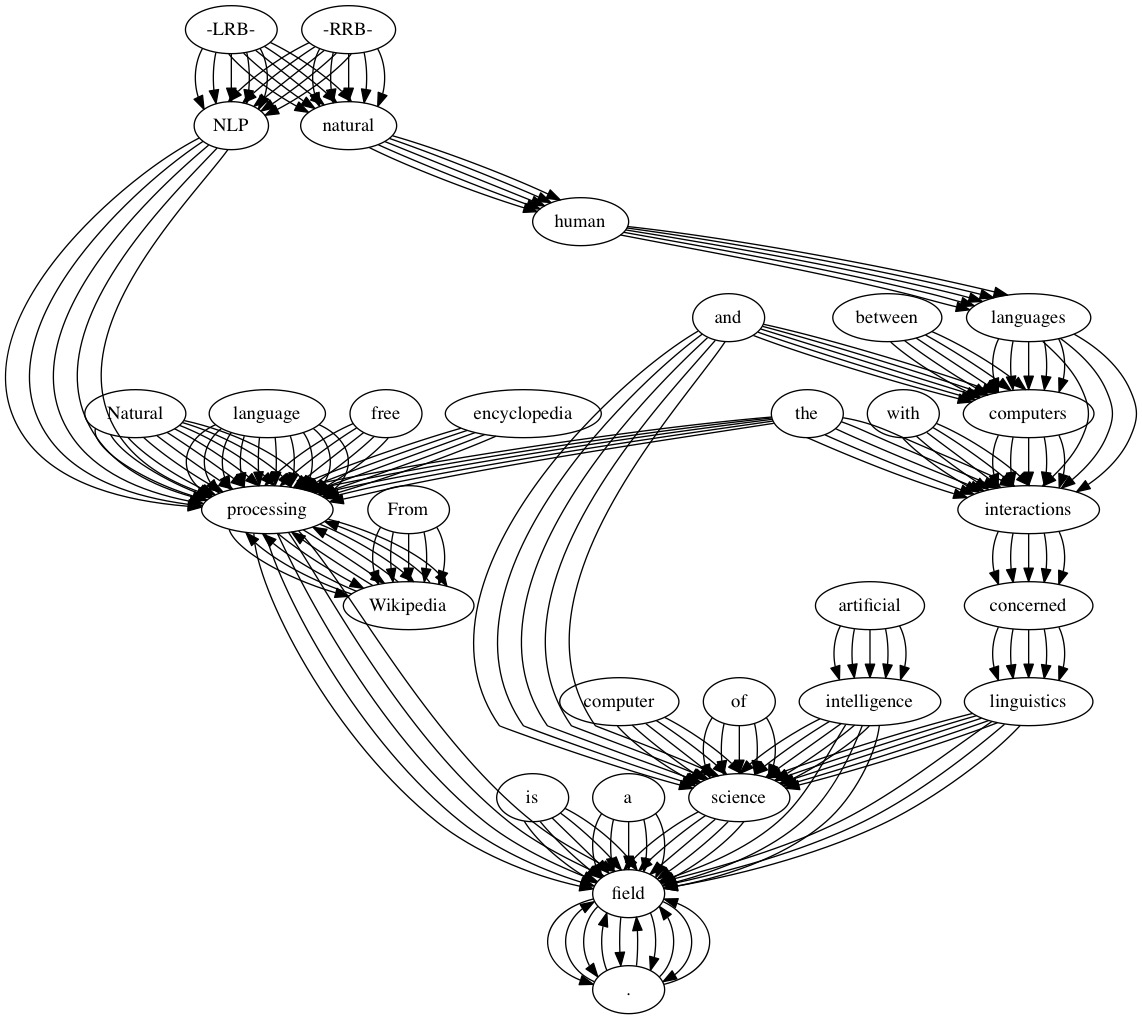 -LRB- -RRB-
NLP natural
human
and between languages
Natural language free encyclopedia the with computers
processing From interactions
Wikipedia artificial concerned
computer of intelligence linguistics
is a science
field
.